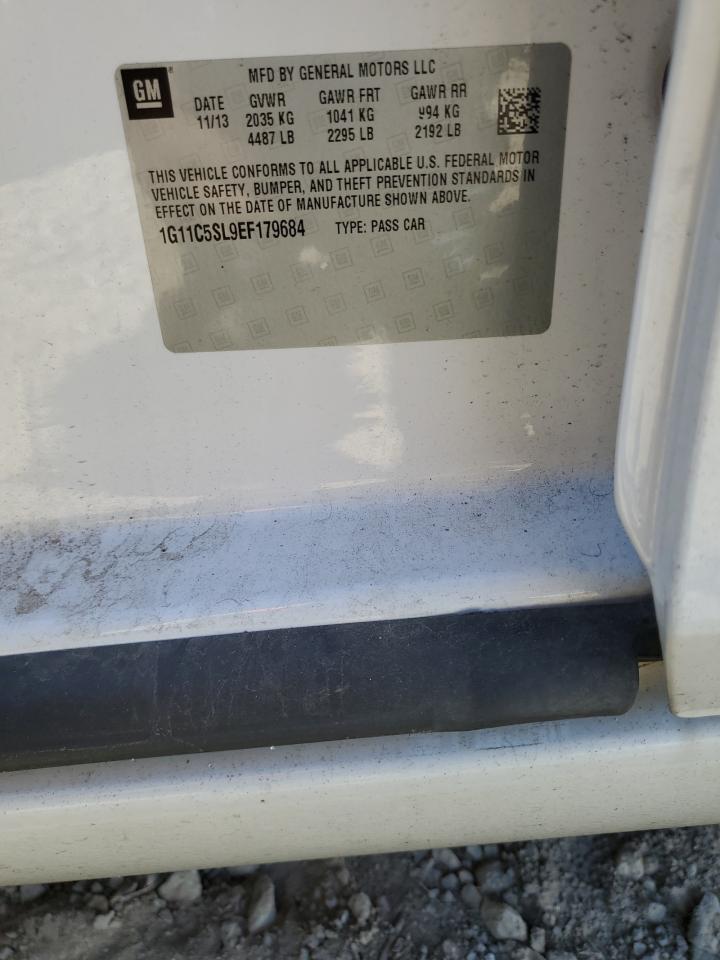 GM ®
MFD BY GENERAL MOTORS LLC
DATE GVWR GAWR FRT GAWR RR
11/13 2035 KG 1041 KG 994 KG
4487 LB 2295 LB 2192 LB
THIS VEHICLE CONFORMS TO ALL APPLICABLE U.S. FEDERAL MOTOR
VEHICLE SAFETY, BUMPER, AND THEFT PREVENTION STANDARDS IN
EFFECT ON THE DATE OF MANUFACTURE SHOWN ABOVE.
1G11C5SL9EF179684 TYPE: PASS CAR